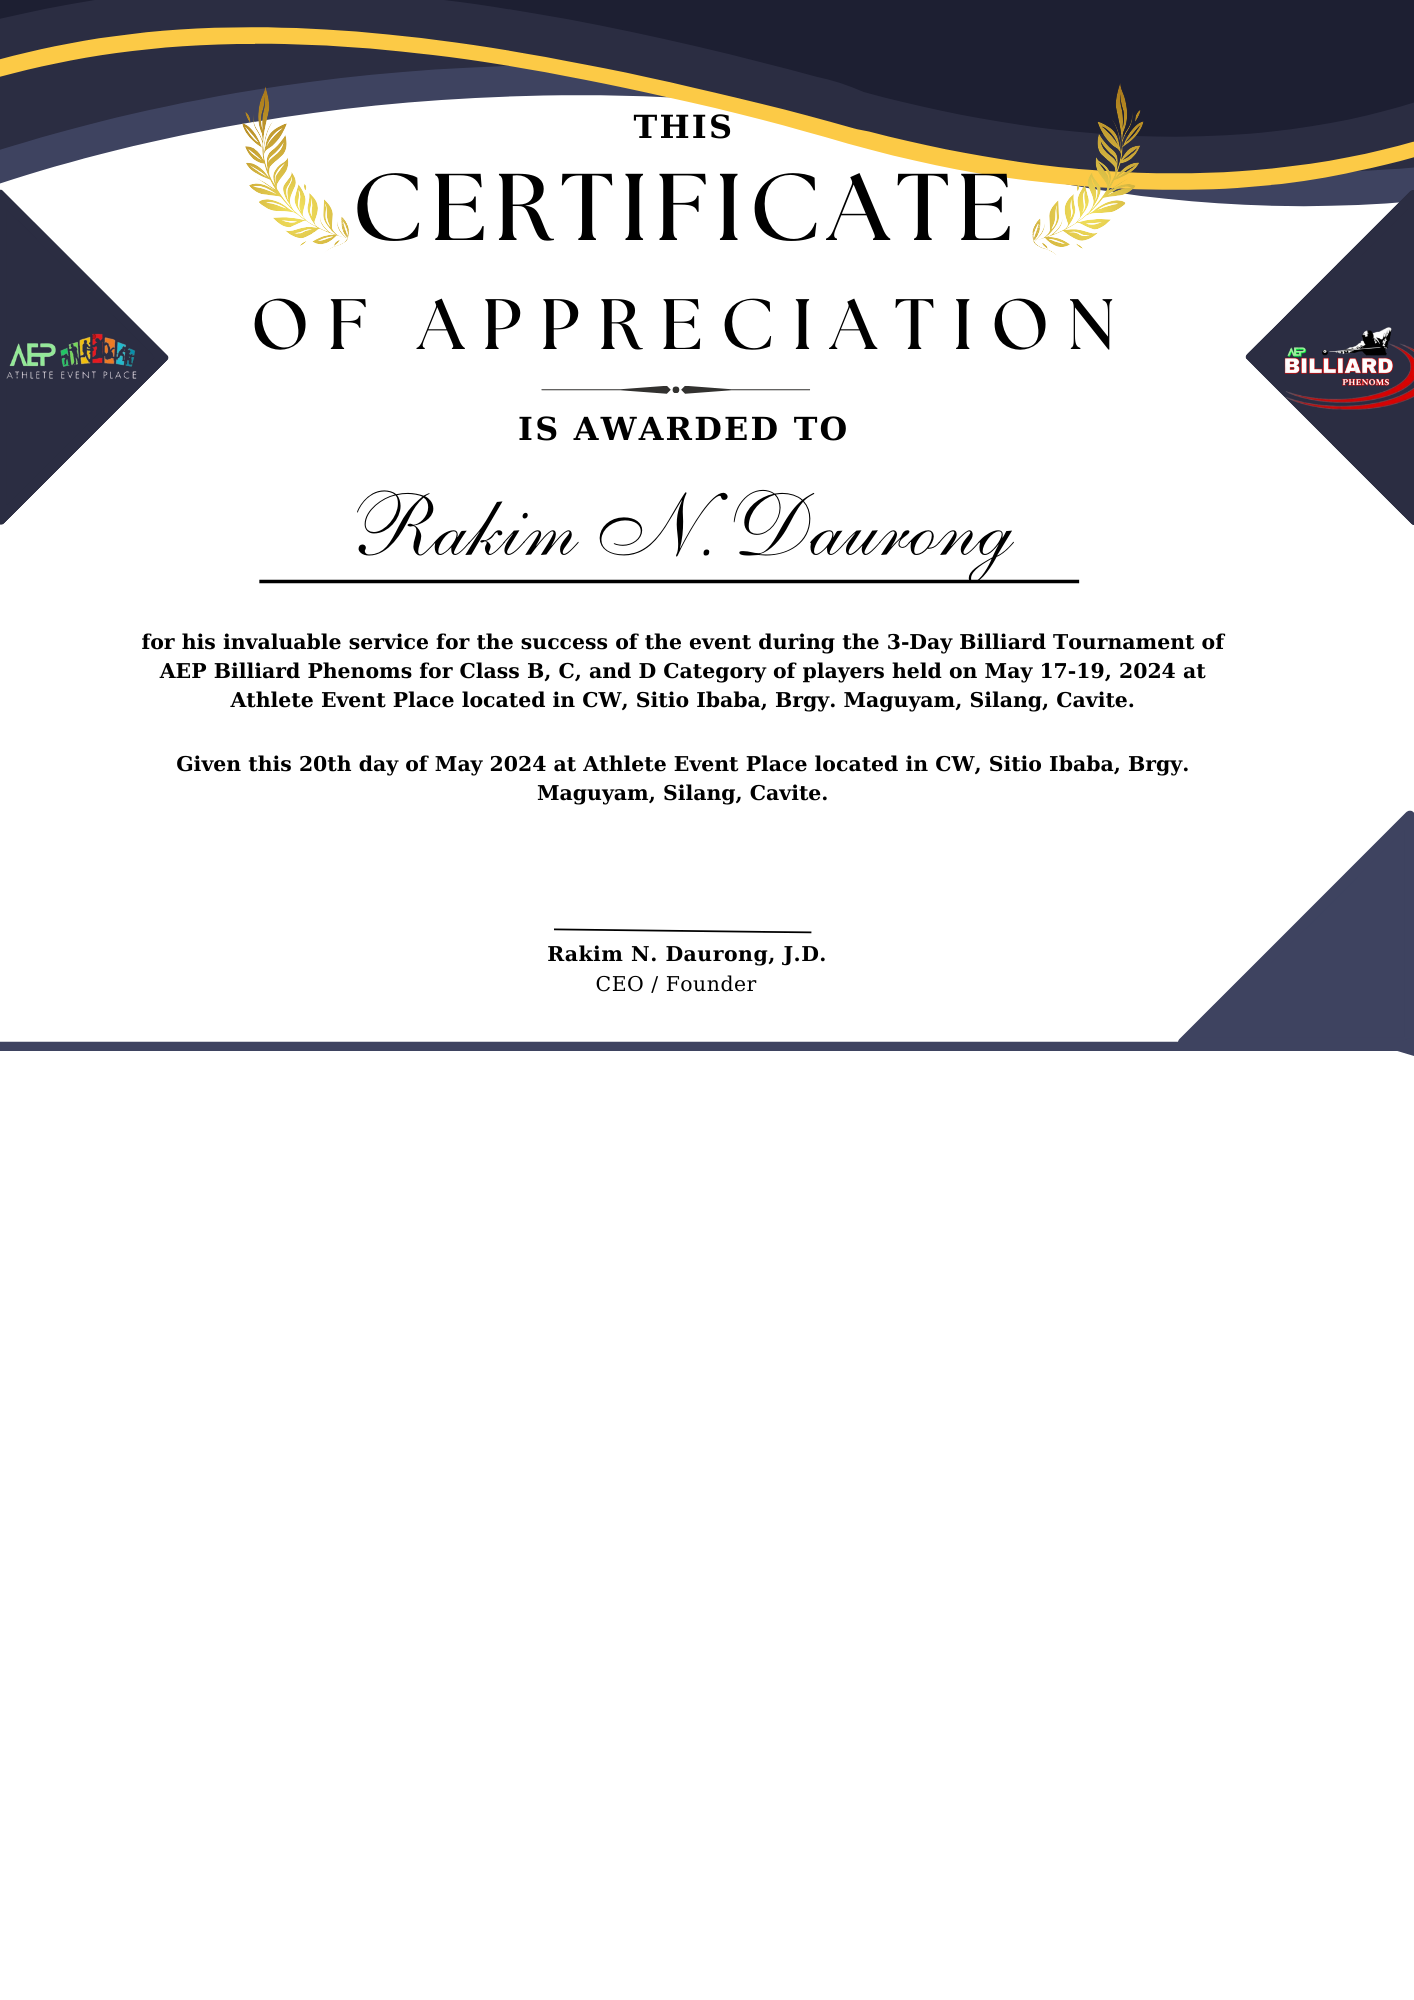 THIS
CERTIFICATE
OF APPRECIATION
AEP
ATHLETE EVENT PLACE
AEP
BILLIARD
PHENOMS
IS AWARDED TO
Rakim N. Daurong
for his invaluable service for the success of the event during the 3-Day Billiard Tournament of
AEP Billiard Phenoms for Class B, C, and D Category of players held on May 17-19, 2024 at
Athlete Event Place located in CW, Sitio Ibaba, Brgy. Maguyam, Silang, Cavite.
Given this 20th day of May 2024 at Athlete Event Place located in CW, Sitio Ibaba, Brgy.
Maguyam, Silang, Cavite.
Rakim N. Daurong, J.D.
CEO / Founder